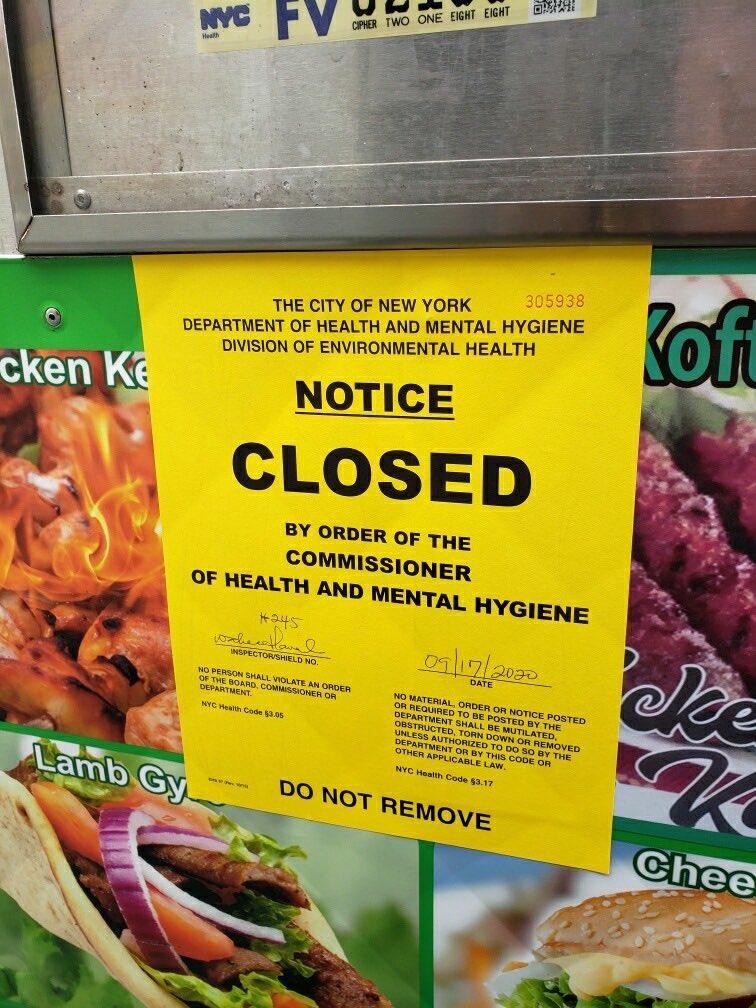 NYC
Health
FV
CIPHER TWO ONE EIGHT EIGHT
THE CITY OF NEW YORK 305938
DEPARTMENT OF HEALTH AND MENTAL HYGIENE
DIVISION OF ENVIRONMENTAL HEALTH
NOTICE
CLOSED
BY ORDER OF THE
COMMISSIONER
OF HEALTH AND MENTAL HYGIENE
#245
INSPECTOR/SHIELD NO.
NO PERSON SHALL VIOLATE AN ORDER
OF THE BOARD, COMMISSIONER OR
DEPARTMENT.
NYC Health Code §3.05
09/17/2020
DATE
NO MATERIAL, ORDER OR NOTICE POSTED
OR REQUIRED TO BE POSTED BY THE
DEPARTMENT SHALL BE MUTILATED,
OBSTRUCTED, TORN DOWN OR REMOVED
UNLESS AUTHORIZED TO DO SO BY THE
DEPARTMENT OR BY THIS CODE OR
OTHER APPLICABLE LAW.
NYC Health Code §3.17
DO NOT REMOVE
cken Ke
Koft
Lamb Gy
cke
K
Chee